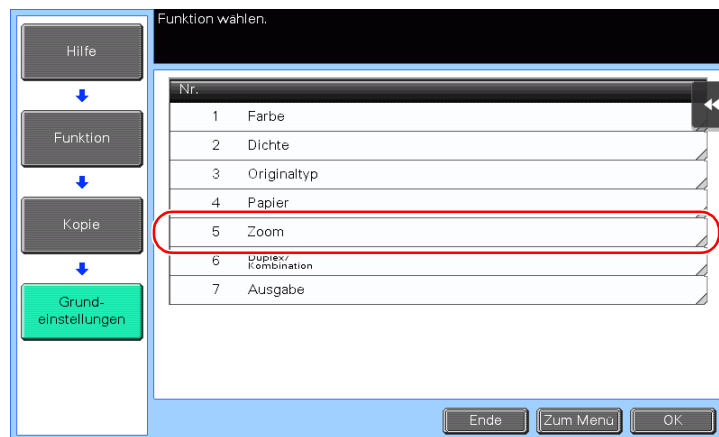 Funktion wählen.
Hilfe
Funktion
Kopie
Grund-
einstellungen
Nr.
1 Farbe
2 Dichte
3 Originaltyp
4 Papier
5 Zoom
6 Duplex/
Kombination
7 Ausgabe
Ende Zum Menü OK